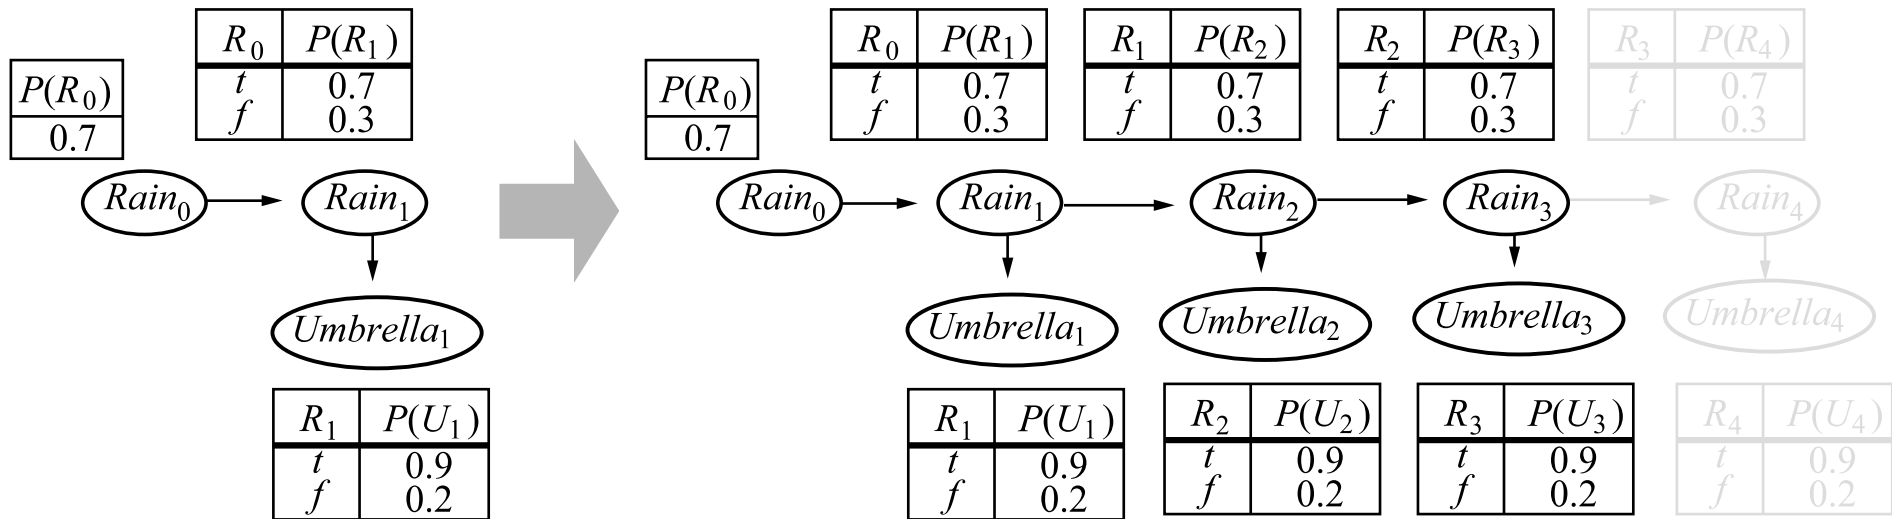 R0 P(R1)
t 0.7
f 0.3
P(R0)
0.7
Rain0
Rain1
Umbrella1
R1 P(U1)
t 0.9
f 0.2
P(R0)
0.7
R0 P(R1)
t 0.7
f 0.3
R1 P(R2)
t 0.7
f 0.3
R2 P(R3)
t 0.7
f 0.3
R3 P(R4)
t 0.7
f 0.3
Rain0
Rain1
Rain2
Rain3
Rain4
Umbrella1
Umbrella2
Umbrella3
Umbrella4
R1 P(U1)
t 0.9
f 0.2
R2 P(U2)
t 0.9
f 0.2
R3 P(U3)
t 0.9
f 0.2
R4 P(U4)
t 0.9
f 0.2